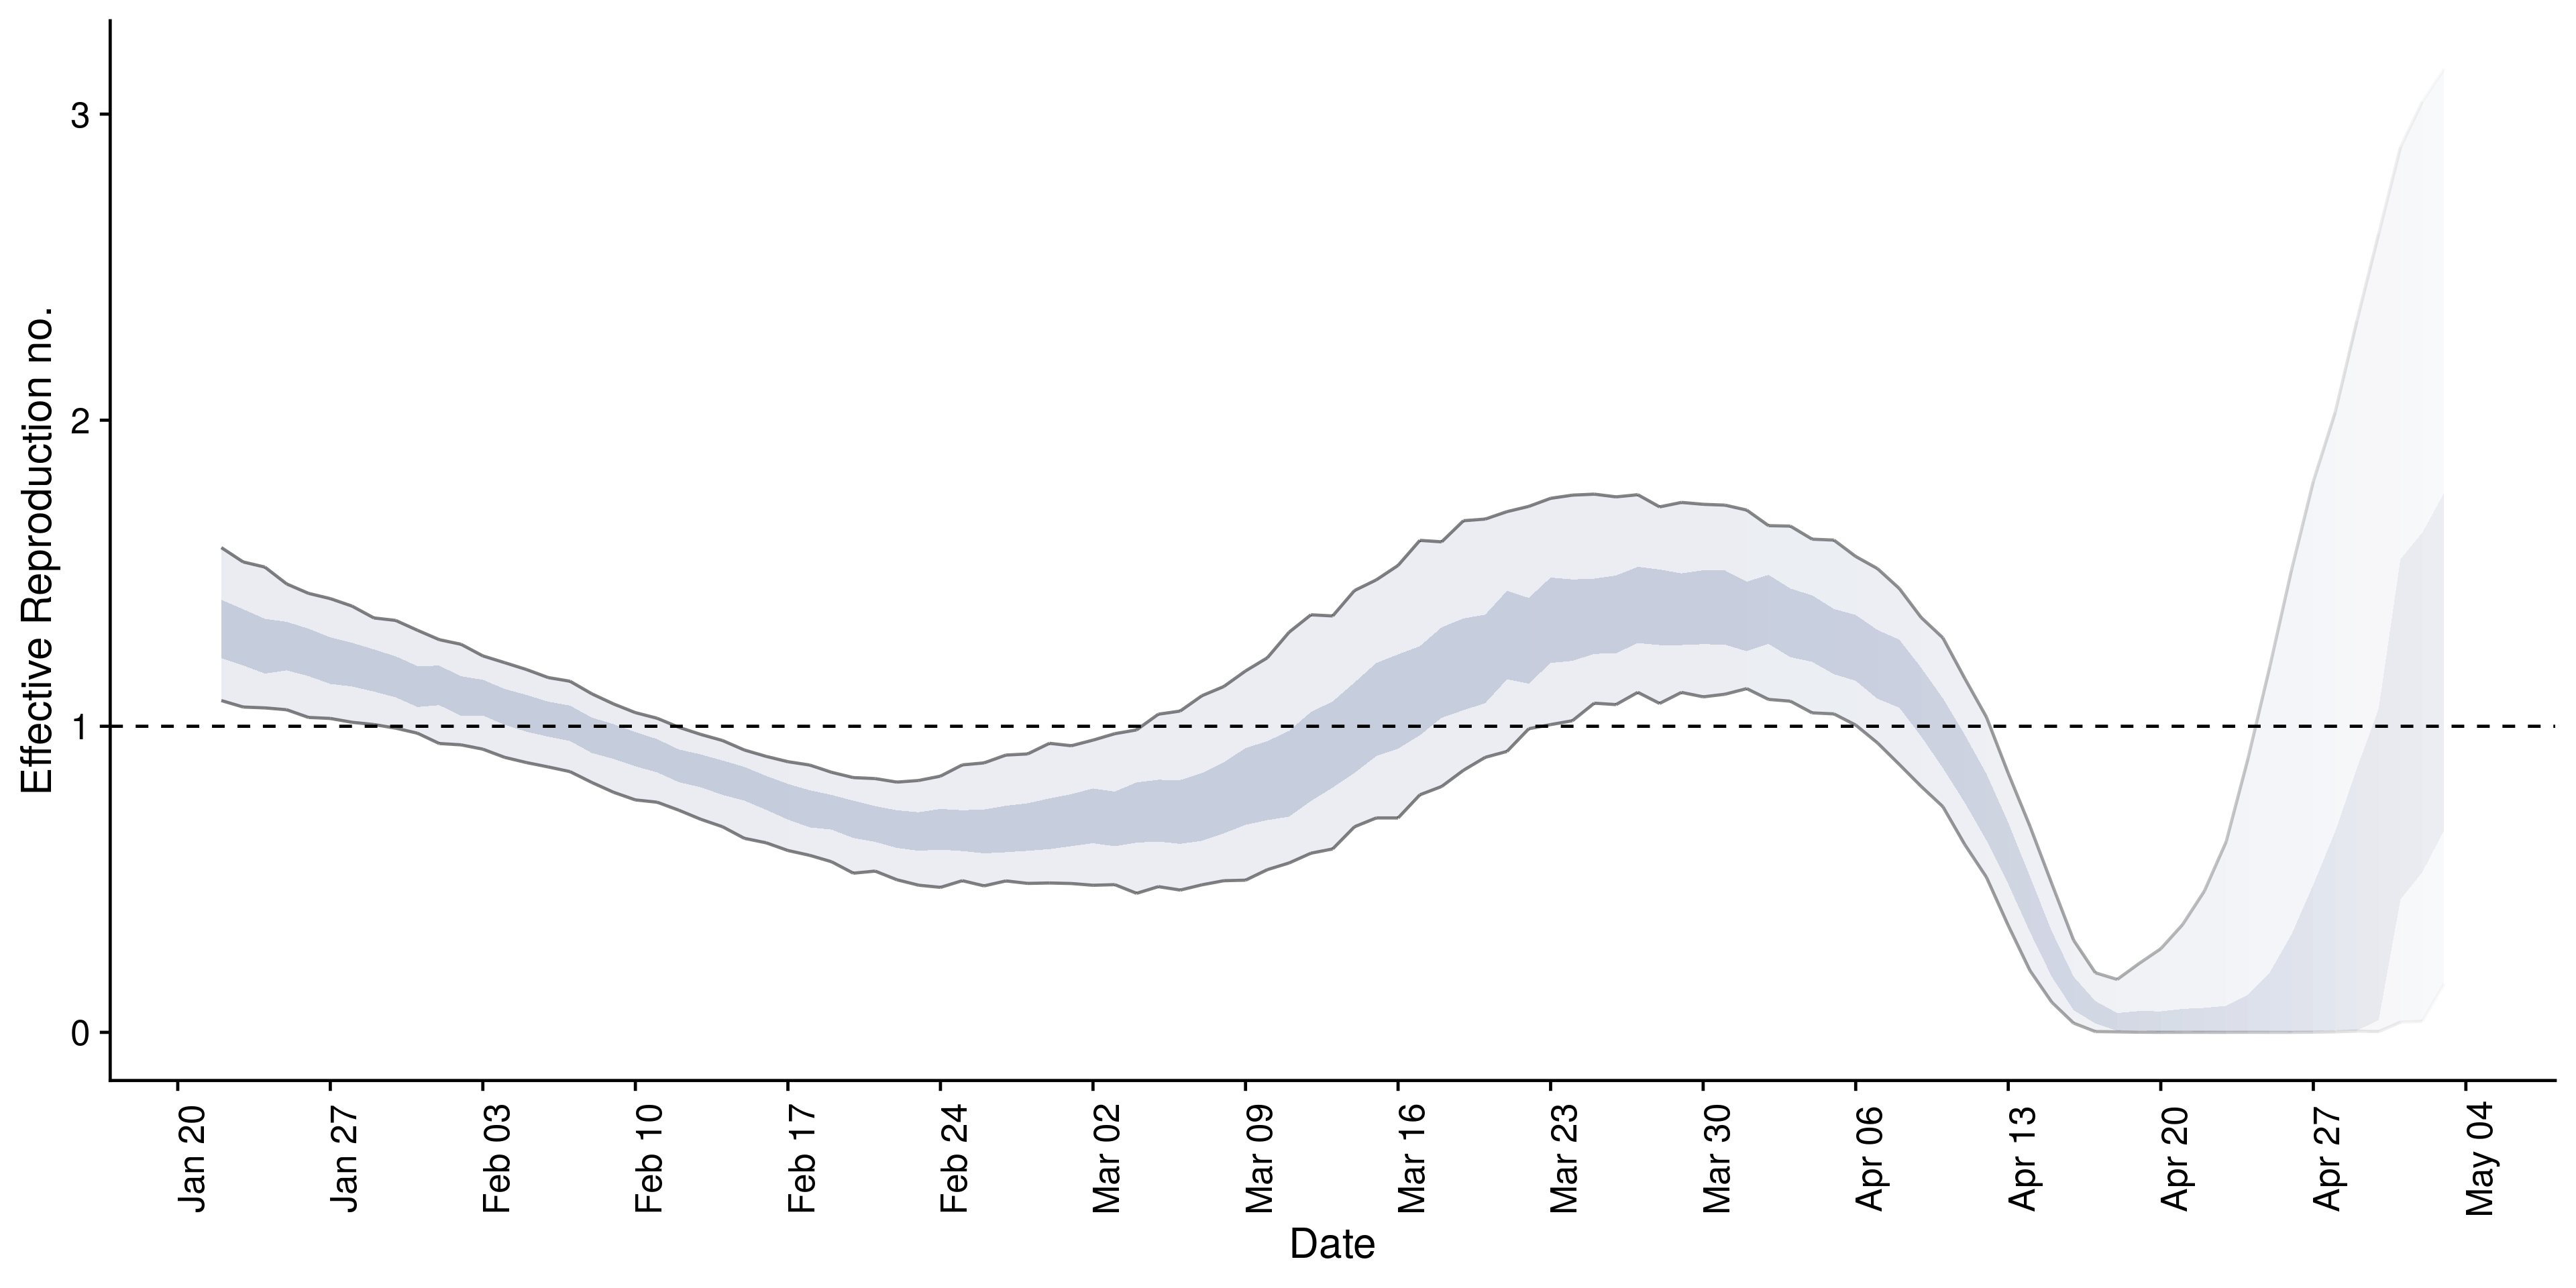 Effective Reproduction no.
3
2
1
0
Jan 20
Jan 27
Feb 03
Feb 10
Feb 17
Feb 24
Mar 02
Mar 09
Mar 16
Mar 23
Mar 30
Apr 06
Apr 13
Apr 20
Apr 27
May 04
Date